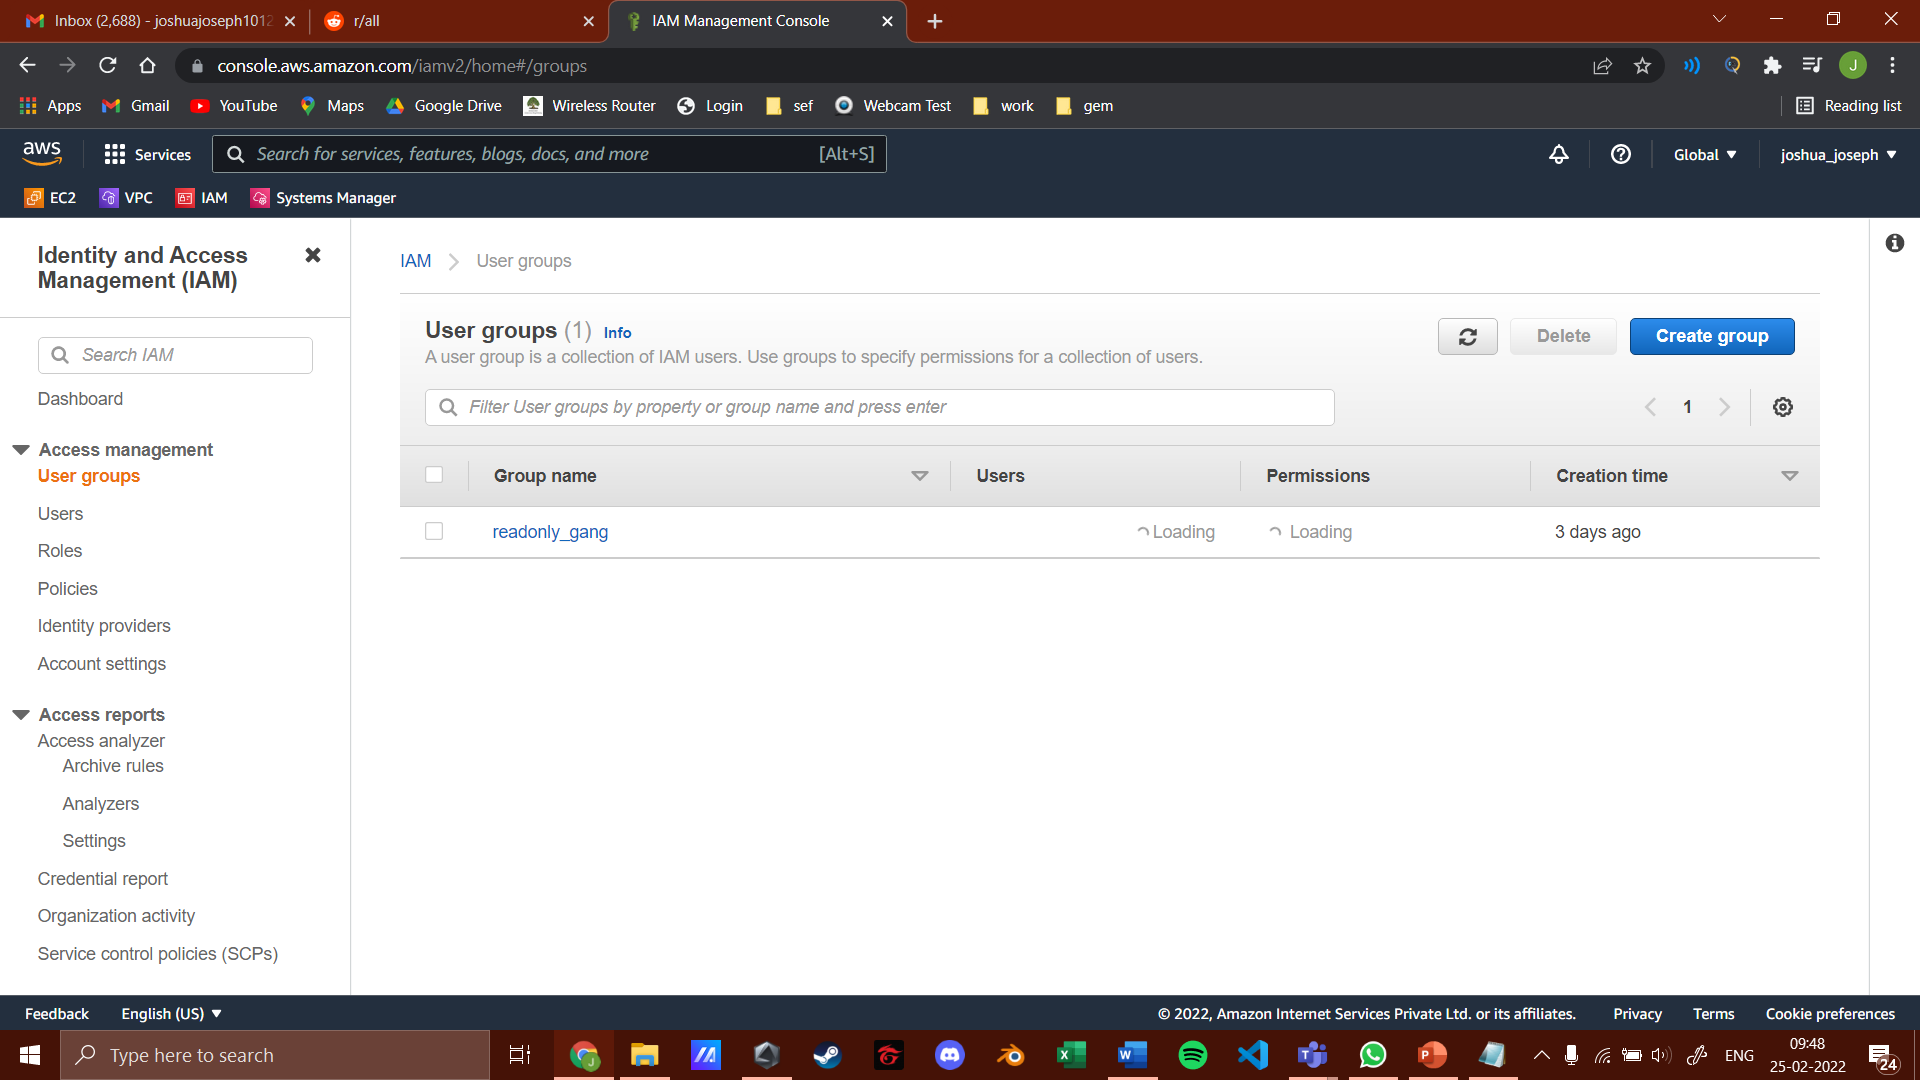 Inbox (2,688) - joshuajoseph1012
r/all
IAM Management Console
console.aws.amazon.com/iamv2/home#/groups
J
Apps
Gmail
YouTube
Maps
Google Drive
Wireless Router
Login
sef
Webcam Test
work
gem
Reading list
aws
Services
Search for services, features, blogs, docs, and more
[Alt+S]
Global
joshua_joseph
EC2
VPC
IAM
Systems Manager
Identity and Access
Management (IAM)
Search IAM
Dashboard
Access management
User groups
Users
Roles
Policies
Identity providers
Account settings
Access reports
Access analyzer
Archive rules
Analyzers
Settings
Credential report
Organization activity
Service control policies (SCPs)
IAM
User groups
User groups (1) Info
A user group is a collection of IAM users. Use groups to specify permissions for a collection of users.
Delete
Create group
Filter User groups by property or group name and press enter
1
Group name
Users
Permissions
Creation time
readonly_gang
Loading
Loading
3 days ago
Feedback
English (US)
© 2022, Amazon Internet Services Private Ltd. or its affiliates.
Privacy
Terms
Cookie preferences
Type here to search
ENG
09:48
25-02-2022
24